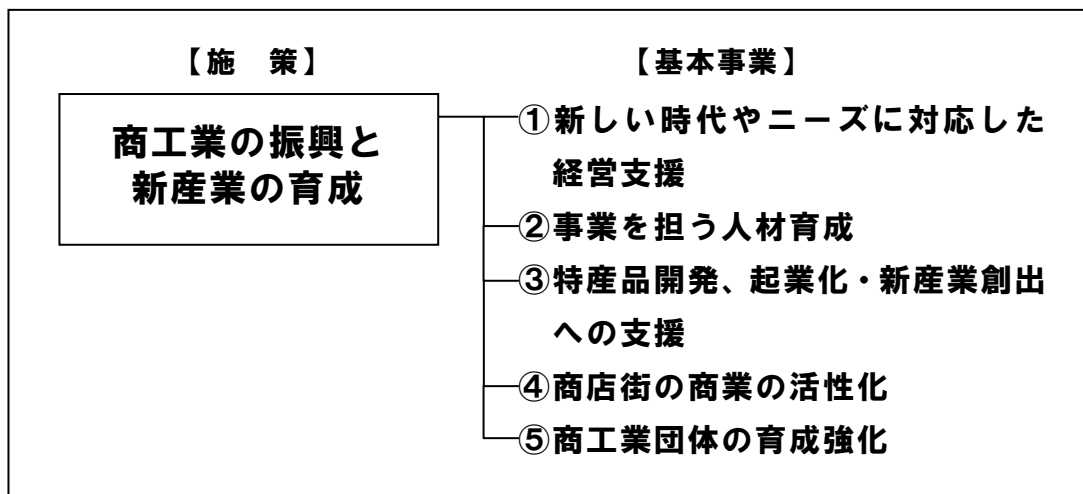 【施　策】
【基本事業】
商工業の振興と
新産業の育成
①新しい時代やニーズに対応した
経営支援
②事業を担う人材育成
③特産品開発、起業化・新産業創出
への支援
④商店街の商業の活性化
⑤商工業団体の育成強化